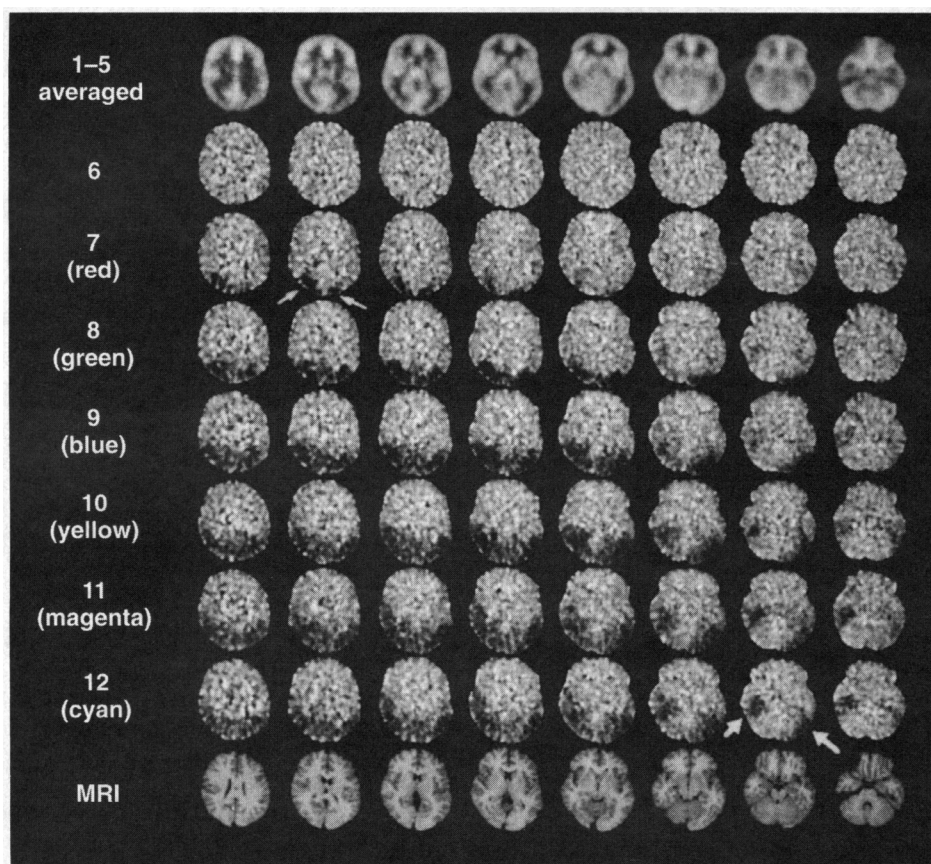 1–5
averaged
6
7
(red)
8
(green)
9
(blue)
10
(yellow)
11
(magenta)
12
(cyan)
MRI